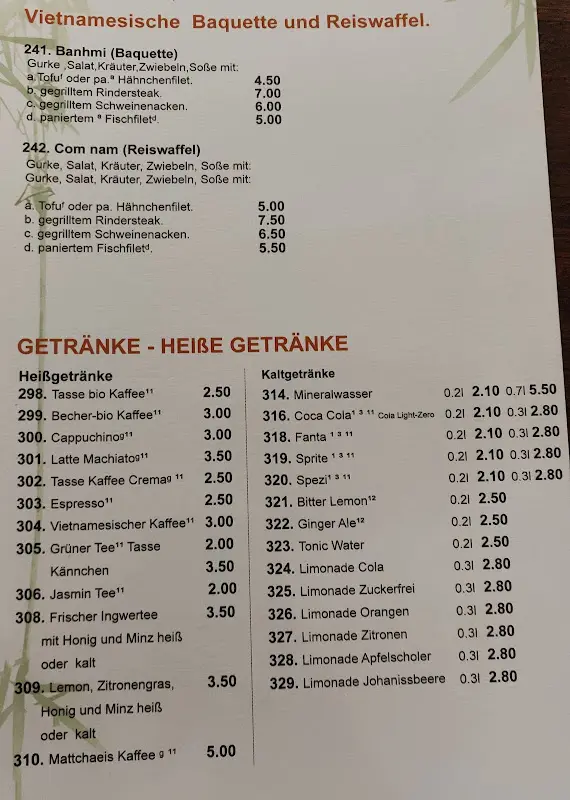 Vietnamesische Baquette und Reiswaffel.
241. Banhmi (Baquette)
Gurke ,Salat,Kräuter,Zwiebeln,Soße mit:
a.Tofuᶠ oder pa.ᵃ Hähnchenfilet. 4.50
b. gegrilltem Rindersteak. 7.00
c. gegrilltem Schweinenacken. 6.00
d. paniertem ᵃ Fischfiletᵈ. 5.00
242. Com nam (Reiswaffel)
Gurke, Salat, Kräuter, Zwiebeln, Soße mit:
Gurke, Salat, Kräuter, Zwiebeln, Soße mit:
a. Tofuᶠ oder pa. Hähnchenfilet. 5.00
b. gegrilltem Rindersteak. 7.50
c. gegrilltem Schweinenacken. 6.50
d. paniertem Fischfiletᵈ. 5.50
GETRÄNKE - HEIßE GETRÄNKE
Heißgetränke
298. Tasse bio Kaffee¹¹ 2.50
299. Becher-bio Kaffee¹¹ 3.00
300. Cappuchinoᵍ¹¹ 3.00
301. Latte Machiatoᵍ¹¹ 3.50
302. Tasse Kaffee Cremaᵍ ¹¹ 2.50
303. Espresso¹¹ 2.50
304. Vietnamesischer Kaffee¹¹ 3.00
305. Grüner Tee¹¹ Tasse 2.00
Kännchen 3.50
306. Jasmin Tee¹¹ 2.00
308. Frischer Ingwertee 3.50
mit Honig und Minz heiß
oder kalt
309. Lemon, Zitronengras, 3.50
Honig und Minz heiß
oder kalt
310. Mattchaeis Kaffee ᵍ ¹¹ 5.00
Kaltgetränke
314. Mineralwasser 0.2l 2.10 0.7l 5.50
316. Coca Cola¹ ³ ¹¹ Cola Light-Zero 0.2l 2.10 0.3l 2.80
318. Fanta ¹ ³ ¹¹ 0.2l 2.10 0.3l 2.80
319. Sprite ¹ ³ ¹¹ 0.2l 2.10 0.3l 2.80
320. Spezi¹ ³ ¹¹ 0.2l 2.10 0.3l 2.80
321. Bitter Lemon¹² 0.2l 2.50
322. Ginger Ale¹² 0.2l 2.50
323. Tonic Water 0.2l 2.50
324. Limonade Cola 0.3l 2.80
325. Limonade Zuckerfrei 0.3l 2.80
326. Limonade Orangen 0.3l 2.80
327. Limonade Zitronen 0.3l 2.80
328. Limonade Apfelscholer 0.3l 2.80
329. Limonade Johanissbeere 0.3l 2.80